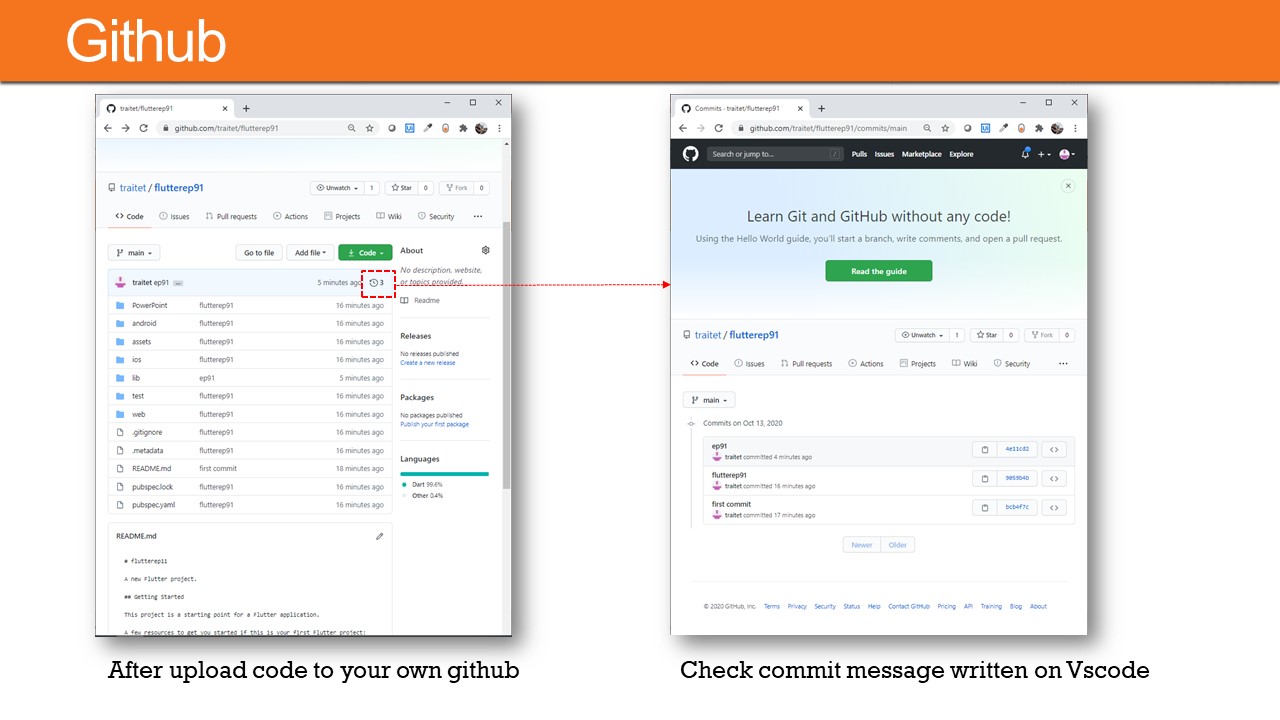 Github
traitet/flutterep91
github.com/traitet/flutterep91
traitet / flutterep91
Unwatch 1 Star 0 Fork 0
Code Issues Pull requests Actions Projects Wiki Security
main Go to file Add file Code
About
No description, website,
or topics provided.
Readme
traitet ep91 ... 5 minutes ago 3
PowerPoint flutterep91 16 minutes ago
android flutterep91 16 minutes ago
assets flutterep91 16 minutes ago
ios flutterep91 16 minutes ago
lib ep91 5 minutes ago
test flutterep91 16 minutes ago
web flutterep91 16 minutes ago
.gitignore flutterep91 16 minutes ago
.metadata flutterep91 16 minutes ago
README.md first commit 18 minutes ago
pubspec.lock flutterep91 16 minutes ago
pubspec.yaml flutterep91 16 minutes ago
Releases
No releases published
Create a new release
Packages
No packages published
Publish your first package
Languages
Dart 99.6%
Other 0.4%
README.md
# flutterep11
A new Flutter project.
## Getting Started
This project is a starting point for a Flutter application.
A few resources to get you started if this is your first Flutter project:
After upload code to your own github
Commits · traitet/flutterep91
github.com/traitet/flutterep91/commits/main
Search or jump to... / Pulls Issues Marketplace Explore
Learn Git and GitHub without any code!
Using the Hello World guide, you'll start a branch, write comments, and open a pull request.
Read the guide
traitet / flutterep91
Unwatch 1 Star 0 Fork 0
Code Issues Pull requests Actions Projects Wiki Security
main
Commits on Oct 13, 2020
ep91
traitet committed 4 minutes ago 4e11cd2
flutterep91
traitet committed 16 minutes ago 9059b4b
first commit
traitet committed 17 minutes ago bcb4f7c
Newer Older
© 2020 GitHub, Inc. Terms Privacy Security Status Help Contact GitHub Pricing API Training Blog About
Check commit message written on Vscode